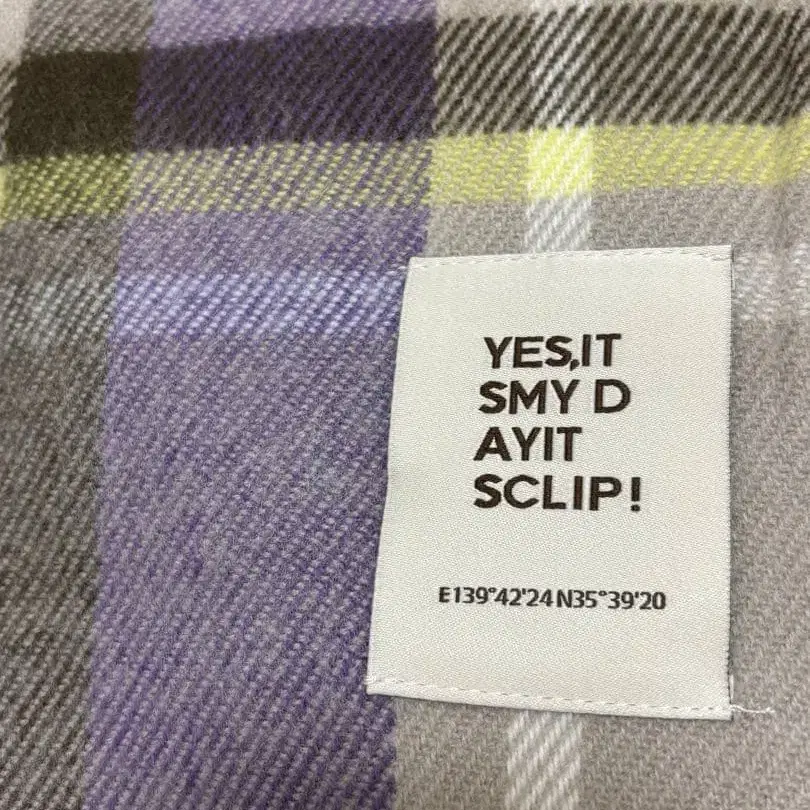 YES,IT
SMY D
AYIT
SCLIP!
E139°42'24 N35°39'20